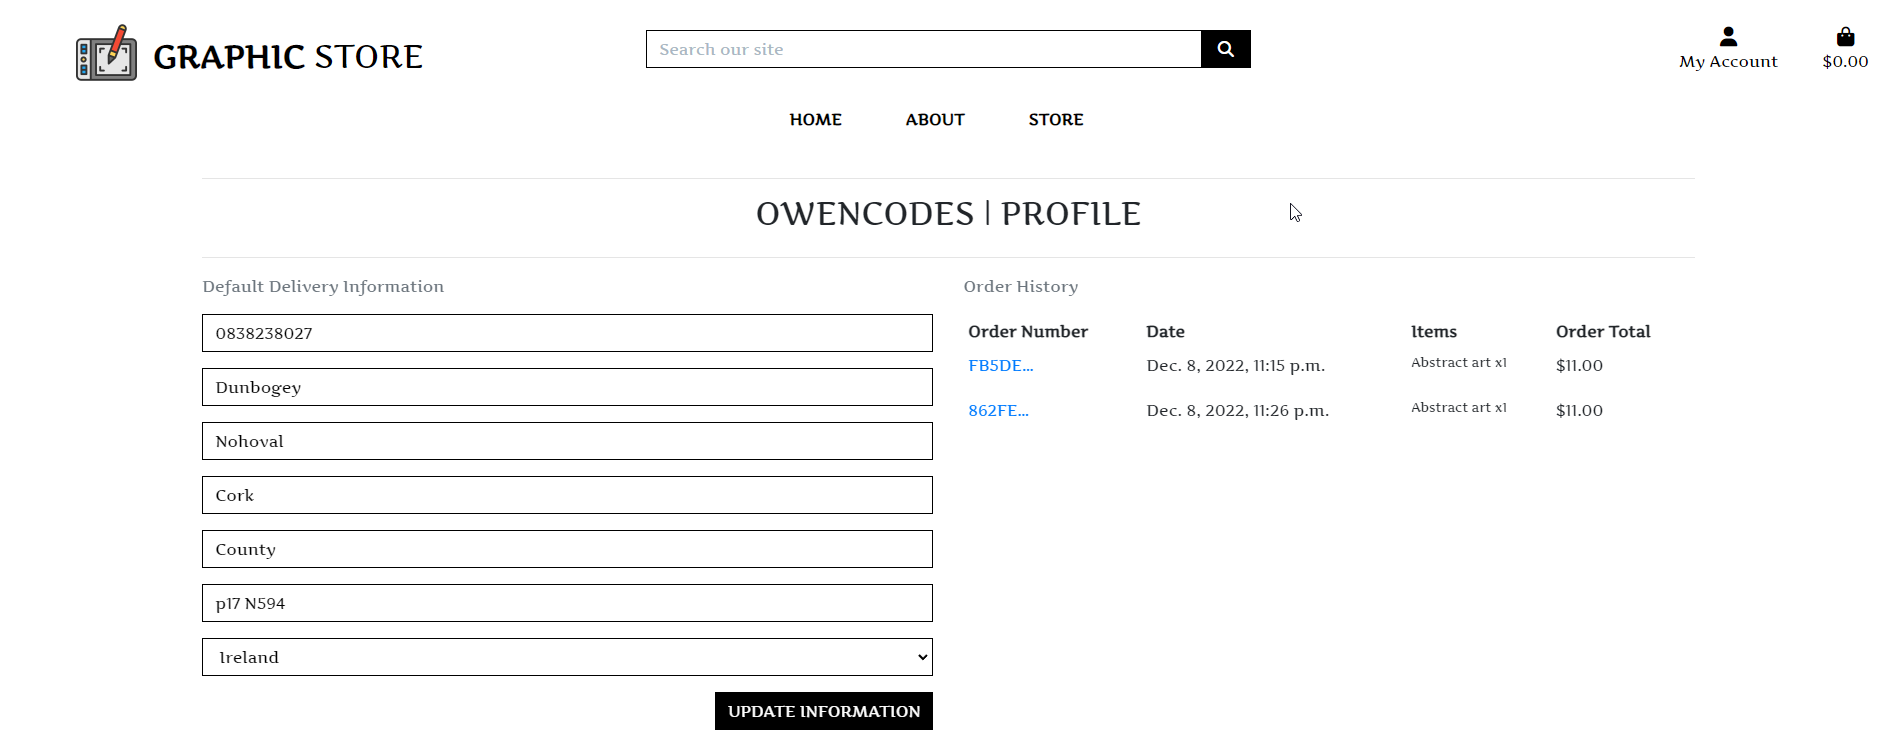 GRAPHIC STORE
Search our site
My Account
$0.00
HOME ABOUT STORE
OWENCODES | PROFILE
Default Delivery Information
0838238027
Dunbogey
Nohoval
Cork
County
p17 N594
Ireland
UPDATE INFORMATION
Order History
Order Number Date Items Order Total
FB5DE... Dec. 8, 2022, 11:15 p.m. Abstract art x1 $11.00
862FE... Dec. 8, 2022, 11:26 p.m. Abstract art x1 $11.00